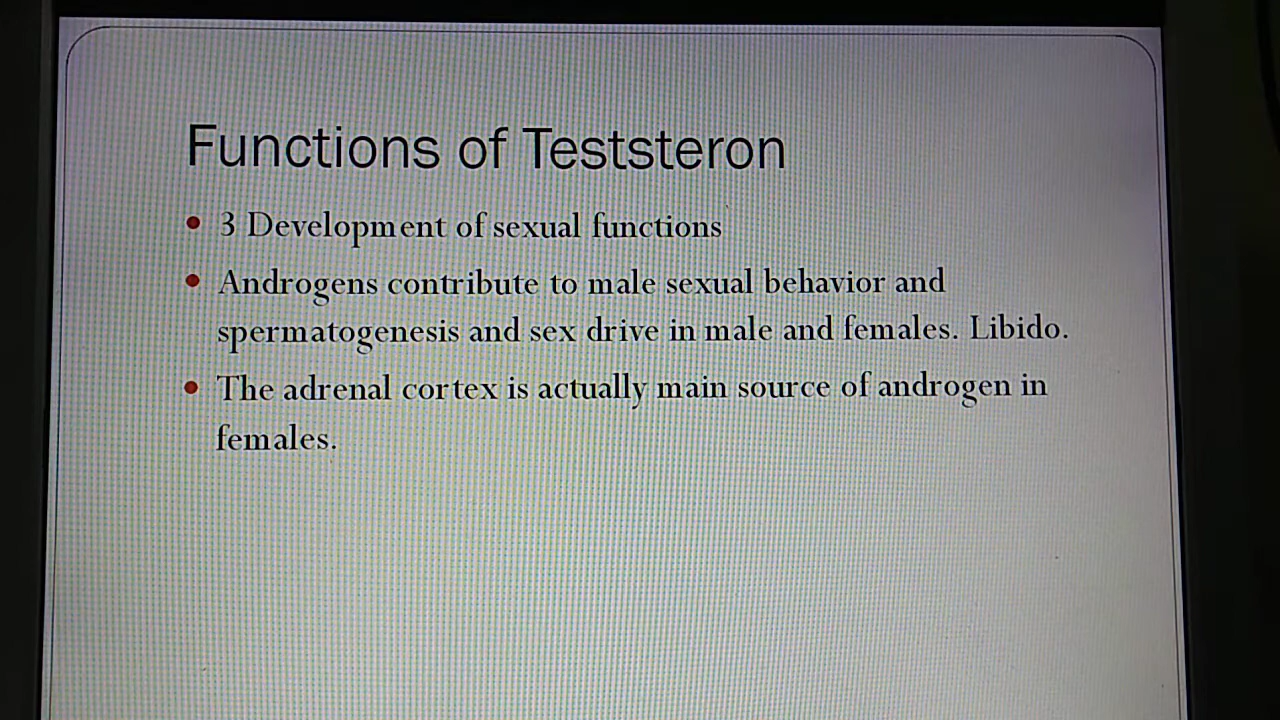 Functions of Teststeron
• 3 Development of sexual functions
• Androgens contribute to male sexual behavior and
spermatogenesis and sex drive in male and females. Libido.
• The adrenal cortex is actually main source of androgen in
females.